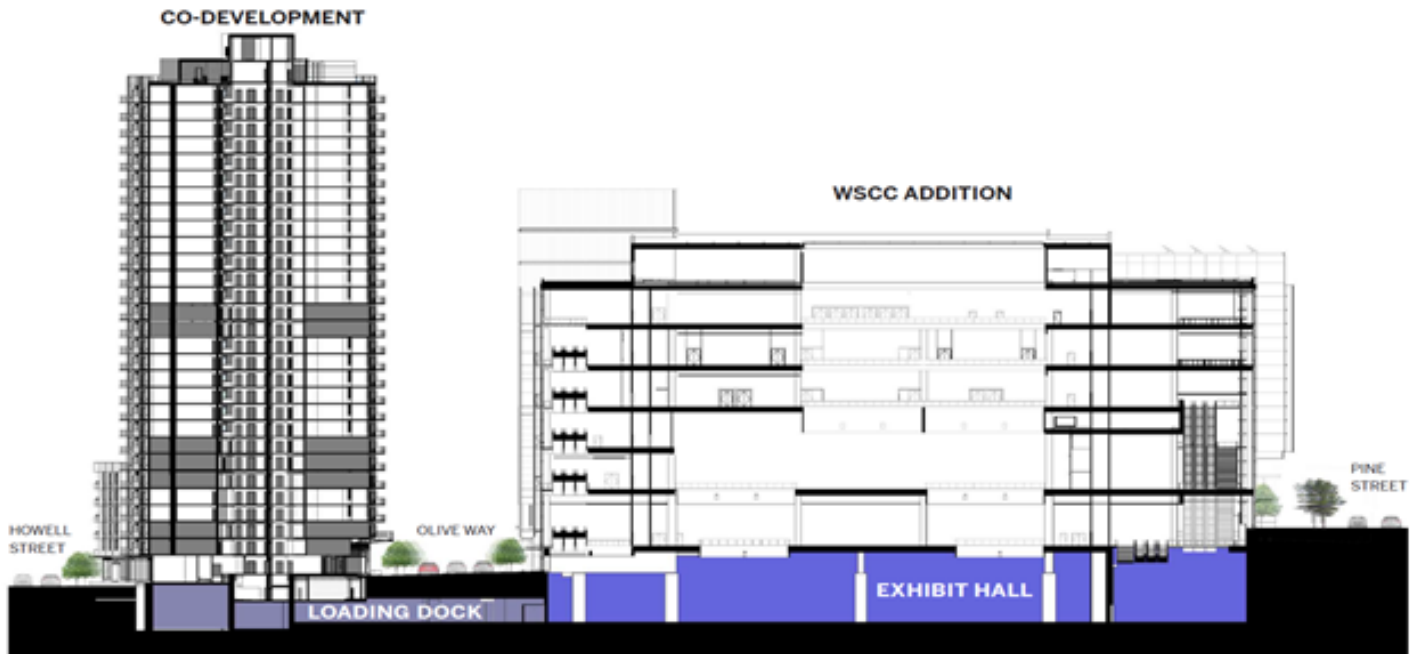 CO-DEVELOPMENT
WSCC ADDITION
HOWELL
STREET
OLIVE WAY
PINE
STREET
LOADING DOCK
EXHIBIT HALL